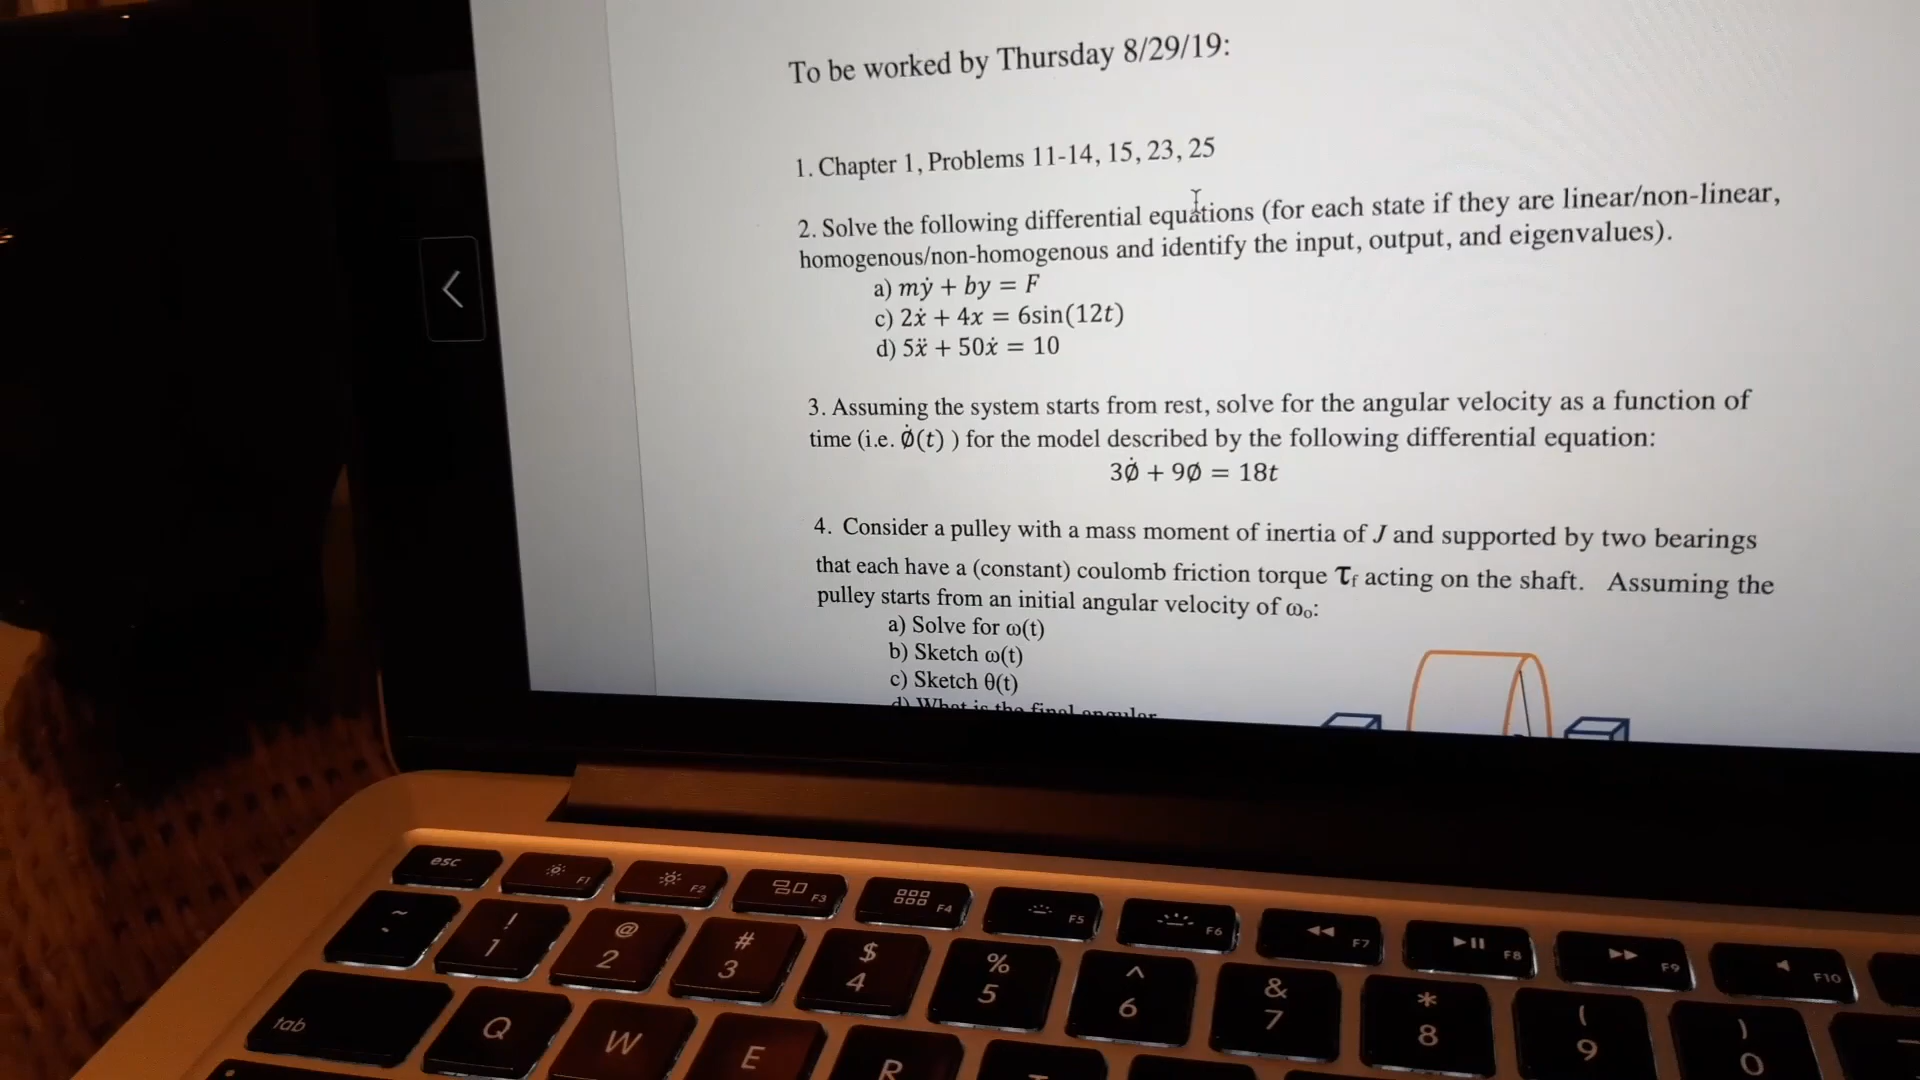 To be worked by Thursday 8/29/19:
1. Chapter 1, Problems 11-14, 15, 23, 25
2. Solve the following differential equations (for each state if they are linear/non-linear,
homogenous/non-homogenous and identify the input, output, and eigenvalues).
a) mẏ + by = F
c) 2ẋ + 4x = 6sin(12t)
d) 5ẍ + 50ẋ = 10
3. Assuming the system starts from rest, solve for the angular velocity as a function of
time (i.e. ∅̇(t) ) for the model described by the following differential equation:
3∅̇ + 9∅ = 18t
4. Consider a pulley with a mass moment of inertia of J and supported by two bearings
that each have a (constant) coulomb friction torque τf acting on the shaft. Assuming the
pulley starts from an initial angular velocity of ωo:
a) Solve for ω(t)
b) Sketch ω(t)
c) Sketch θ(t)
d) What is the final angular
esc F1 F2 F3 F4 F5 F6 F7 F8 F9 F10
~ ! @ # $ % ^ & * ( )
1 2 3 4 5 6 7 8 9 0
tab Q W E R